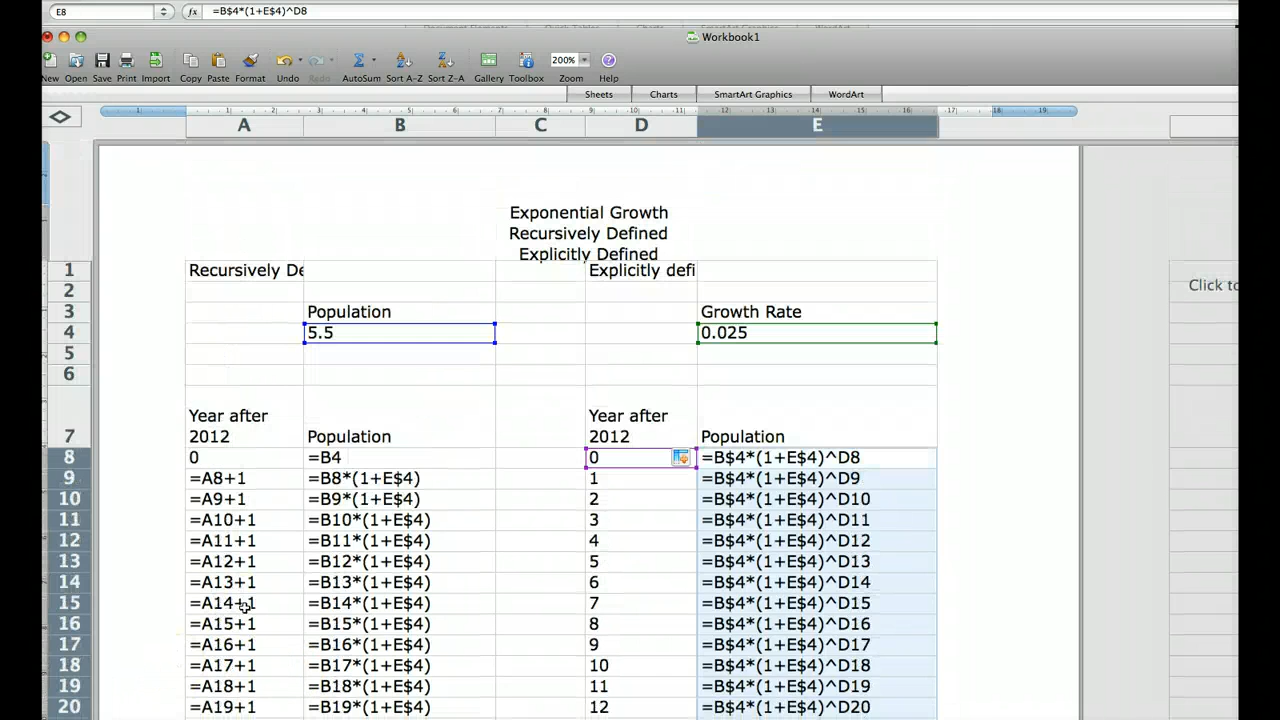 E8 fx =B$4*(1+E$4)^D8
Workbook1
New Open Save Print Import Copy Paste Format Undo Redo AutoSum Sort A-Z Sort Z-A Gallery Toolbox 200% Zoom Help
Sheets Charts SmartArt Graphics WordArt
A B C D E
Exponential Growth
Recursively Defined
Explicitly Defined
1 Recursively De Explicitly defi
2 Click to
3 Population Growth Rate
4 5.5 0.025
5
6
Year after Year after
7 2012 Population 2012 Population
8 0 =B4 0 =B$4*(1+E$4)^D8
9 =A8+1 =B8*(1+E$4) 1 =B$4*(1+E$4)^D9
10 =A9+1 =B9*(1+E$4) 2 =B$4*(1+E$4)^D10
11 =A10+1 =B10*(1+E$4) 3 =B$4*(1+E$4)^D11
12 =A11+1 =B11*(1+E$4) 4 =B$4*(1+E$4)^D12
13 =A12+1 =B12*(1+E$4) 5 =B$4*(1+E$4)^D13
14 =A13+1 =B13*(1+E$4) 6 =B$4*(1+E$4)^D14
15 =A14+1 =B14*(1+E$4) 7 =B$4*(1+E$4)^D15
16 =A15+1 =B15*(1+E$4) 8 =B$4*(1+E$4)^D16
17 =A16+1 =B16*(1+E$4) 9 =B$4*(1+E$4)^D17
18 =A17+1 =B17*(1+E$4) 10 =B$4*(1+E$4)^D18
19 =A18+1 =B18*(1+E$4) 11 =B$4*(1+E$4)^D19
20 =A19+1 =B19*(1+E$4) 12 =B$4*(1+E$4)^D20